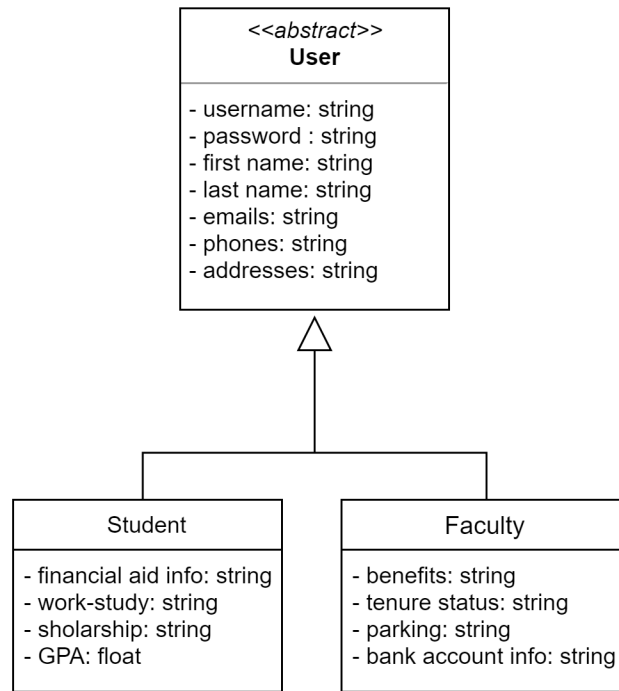 <<abstract>>
User
- username: string
- password : string
- first name: string
- last name: string
- emails: string
- phones: string
- addresses: string
Student
- financial aid info: string
- work-study: string
- sholarship: string
- GPA: float
Faculty
- benefits: string
- tenure status: string
- parking: string
- bank account info: string